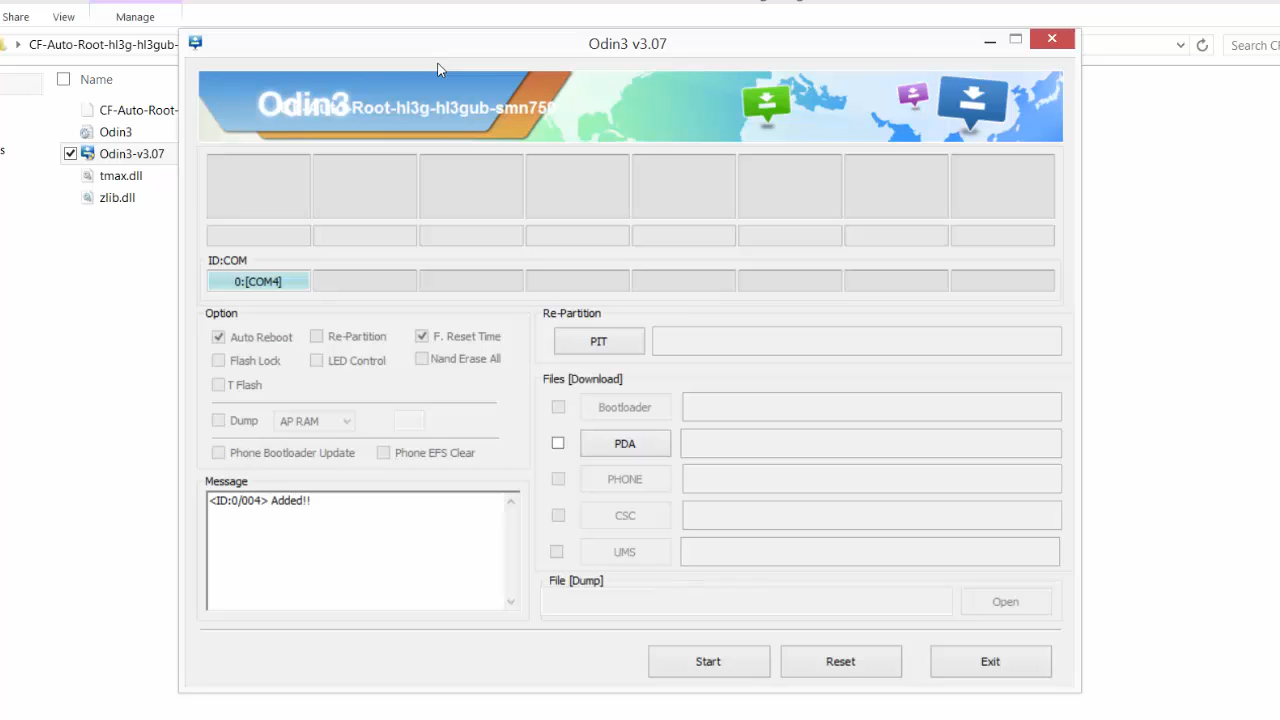 Share View Manage
Odin3 v3.07
CF-Auto-Root-hl3g-hl3gub-
Search CF
Name
CF-Auto-Root-
Odin3
Odin3-v3.07
tmax.dll
zlib.dll
s
Odin3
-Root-hl3g-hl3gub-smn750
ID:COM
0:[COM4]
Option
Auto Reboot Re-Partition F. Reset Time
Flash Lock LED Control Nand Erase All
T Flash
Dump AP RAM
Phone Bootloader Update Phone EFS Clear
Message
<ID:0/004> Added!!
Re-Partition
PIT
Files [Download]
Bootloader
PDA
PHONE
CSC
UMS
File [Dump]
Open
Start Reset Exit